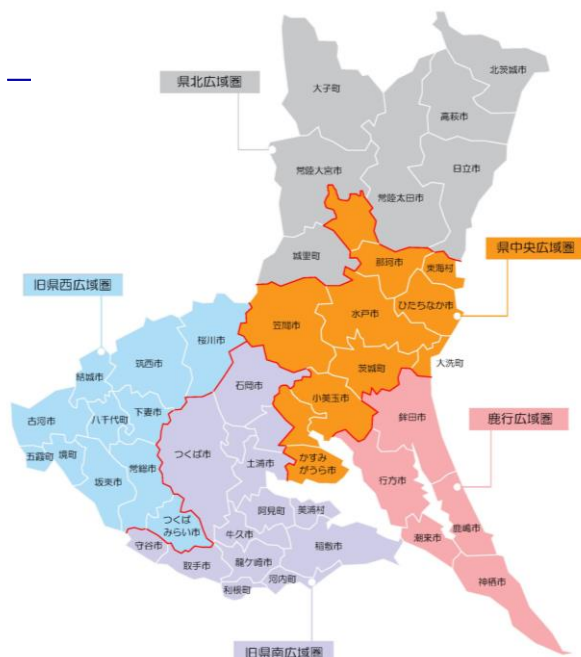 北茨城市
県北広域圏
大子町
高萩市
日立市
常陸大宮市
常陸太田市
城里町
那珂市
東海村
県中央広域圏
旧県西広域圏
ひたちなか市
水戸市
笠間市
桜川市
大洗町
茨城町
筑西市
石岡市
結城市
小美玉市
鉾田市
鹿行広域圏
古河市
八千代町
下妻市
つくば市
かすみ
がうら市
五霞町
境町
土浦市
坂東市
常総市
行方市
阿見町
美浦村
鹿嶋市
つくば
みらい市
牛久市
稲敷市
潮来市
守谷市
取手市
龍ケ崎市
河内町
神栖市
利根町
旧県南広域圏